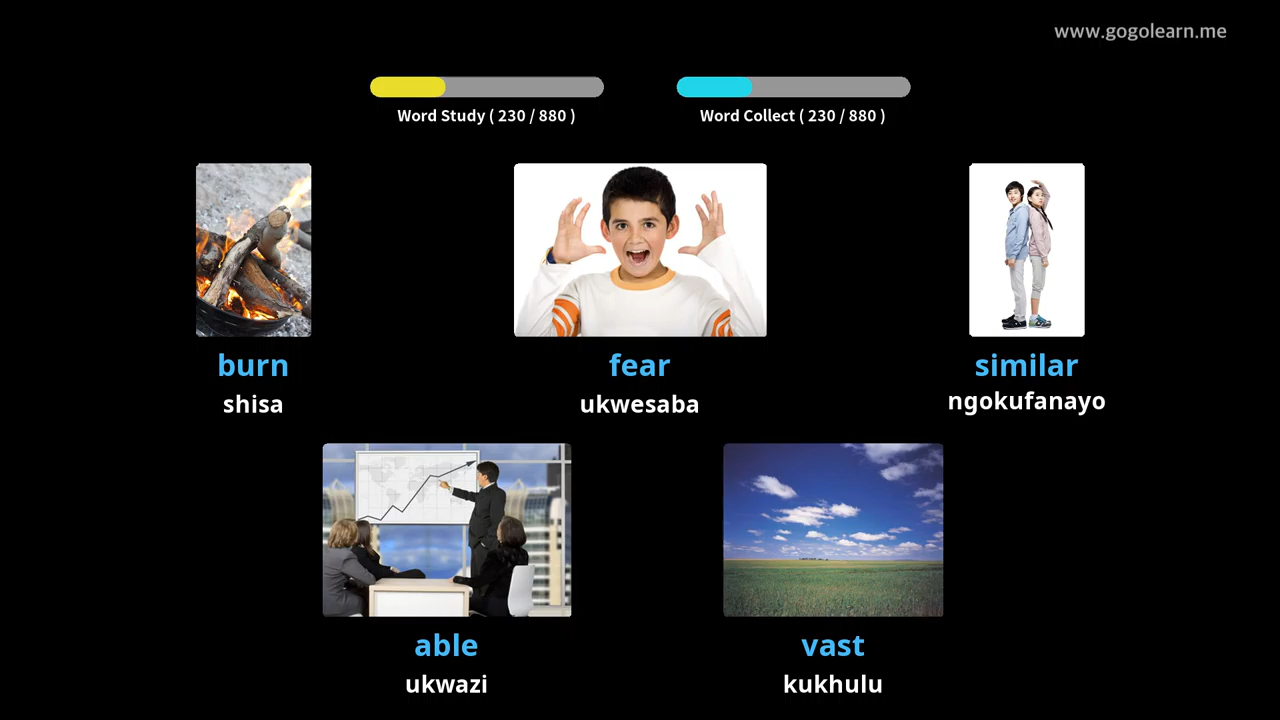 www.gogolearn.me
Word Study ( 230 / 880 )
Word Collect ( 230 / 880 )
burn
shisa
fear
ukwesaba
similar
ngokufanayo
able
ukwazi
vast
kukhulu